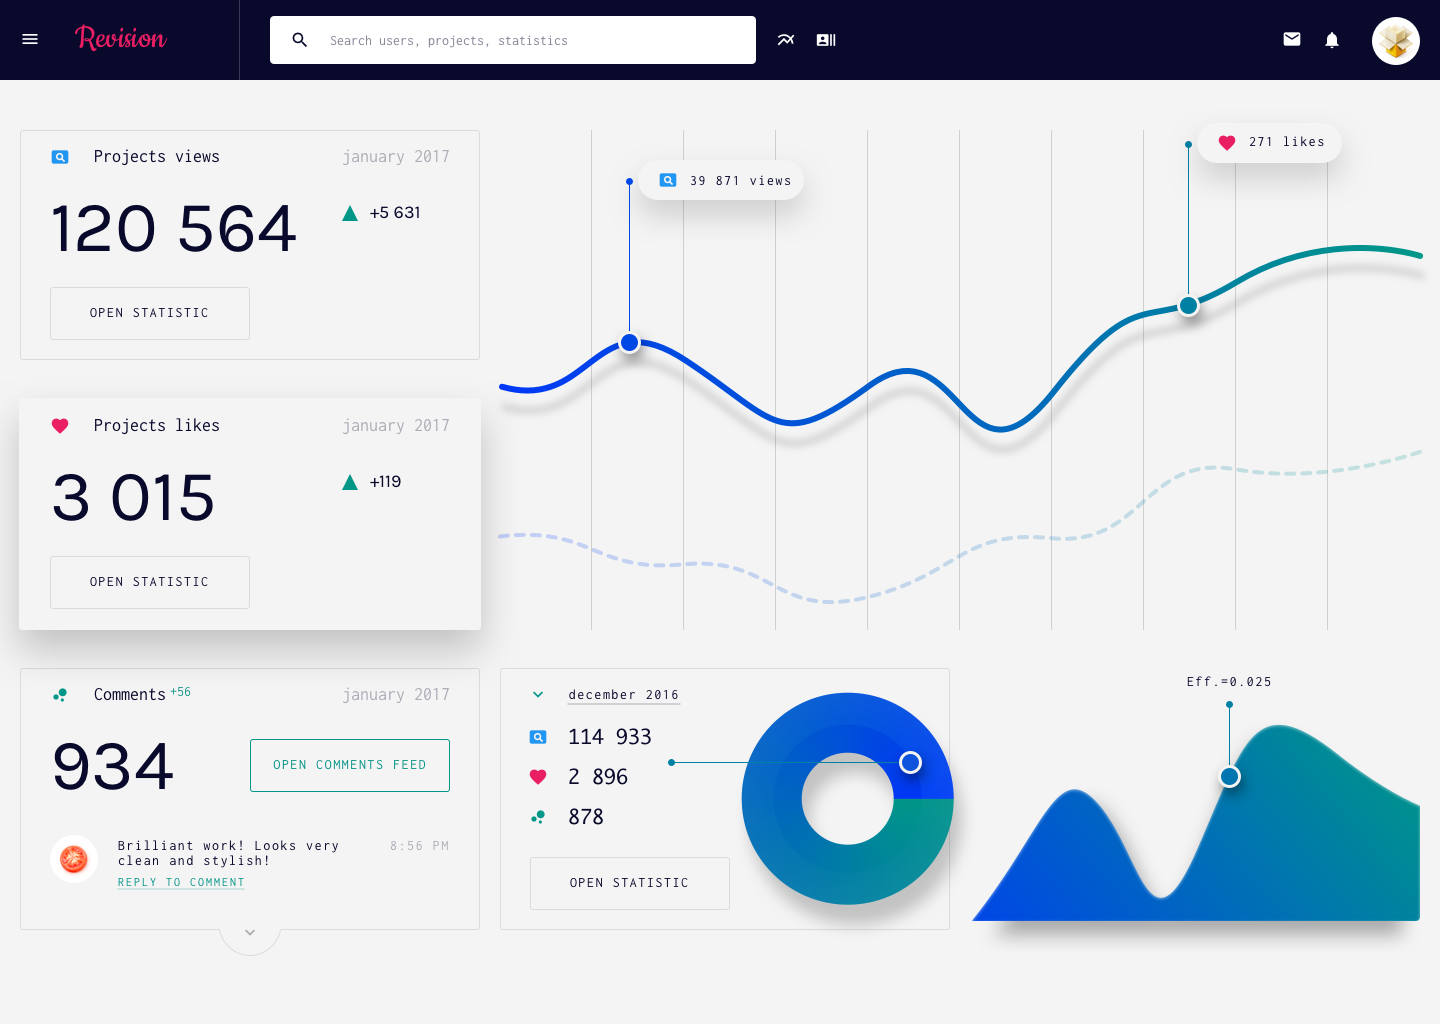 Revision
Search users, projects, statistics
Projects views
january 2017
120 564
+5 631
OPEN STATISTIC
39 871 views
271 likes
Projects likes
january 2017
3 015
+119
OPEN STATISTIC
Comments +56
january 2017
934
OPEN COMMENTS FEED
Brilliant work! Looks very
clean and stylish!
8:56 PM
REPLY TO COMMENT
december 2016
114 933
2 896
878
OPEN STATISTIC
Eff.=0.025